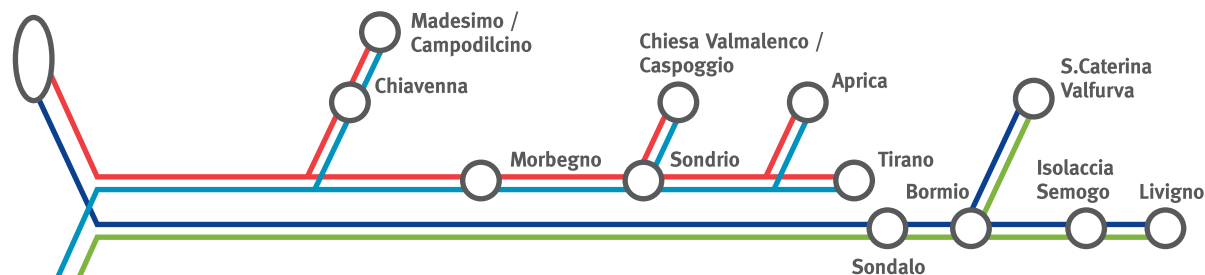 Madesimo /
Campodilcino
Chiavenna
Chiesa Valmalenco /
Caspoggio
Aprica
S.Caterina
Valfurva
Morbegno
Sondrio
Tirano
Bormio
Isolaccia
Semogo
Livigno
Sondalo